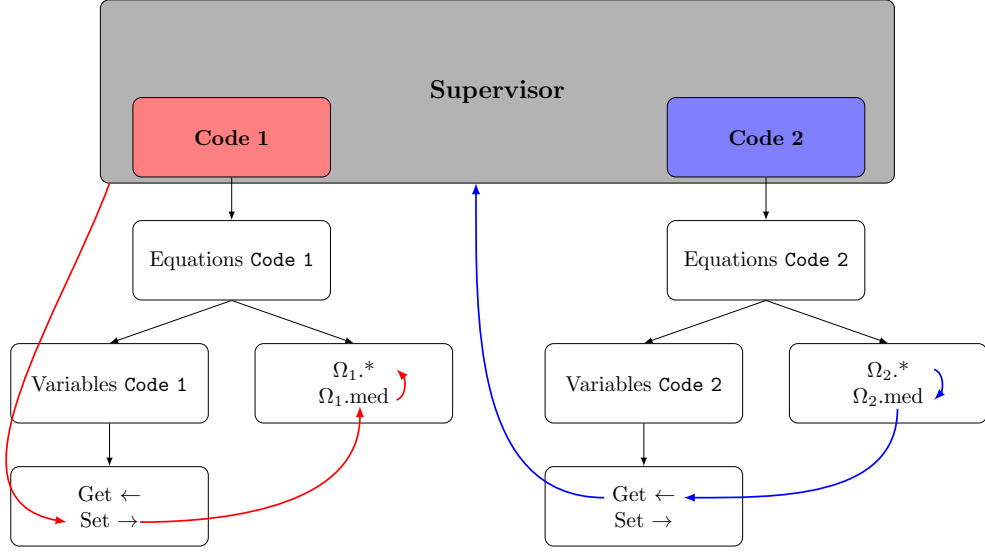 Supervisor
Code 1
Code 2
Equations Code 1
Equations Code 2
Variables Code 1
Ω₁.*
Ω₁.med
Variables Code 2
Ω₂.*
Ω₂.med
Get ←
Set →
Get ←
Set →